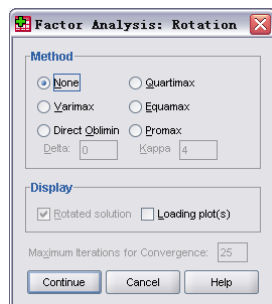 Factor Analysis: Rotation
Method
None
Quartimax
Varimax
Equamax
Direct Oblimin
Promax
Delta: 0
Kappa 4
Display
Rotated solution
Loading plot(s)
Maximum Iterations for Convergence: 25
Continue
Cancel
Help